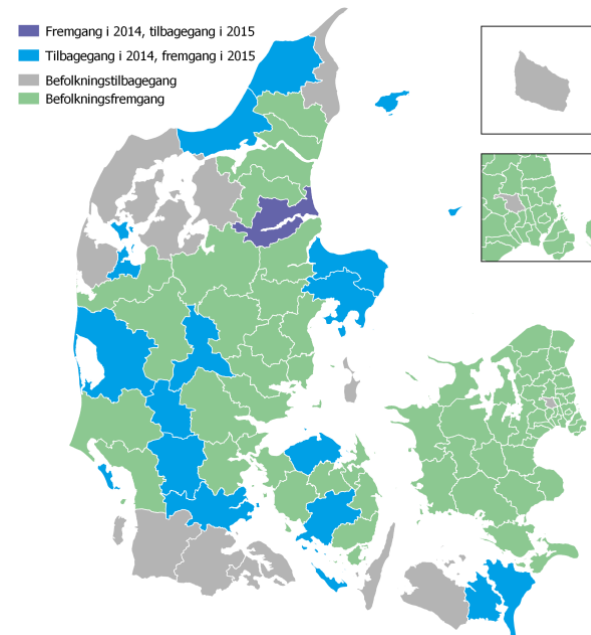 Fremgang i 2014, tilbagegang i 2015
Tilbagegang i 2014, fremgang i 2015
Befolkningstilbagegang
Befolkningsfremgang